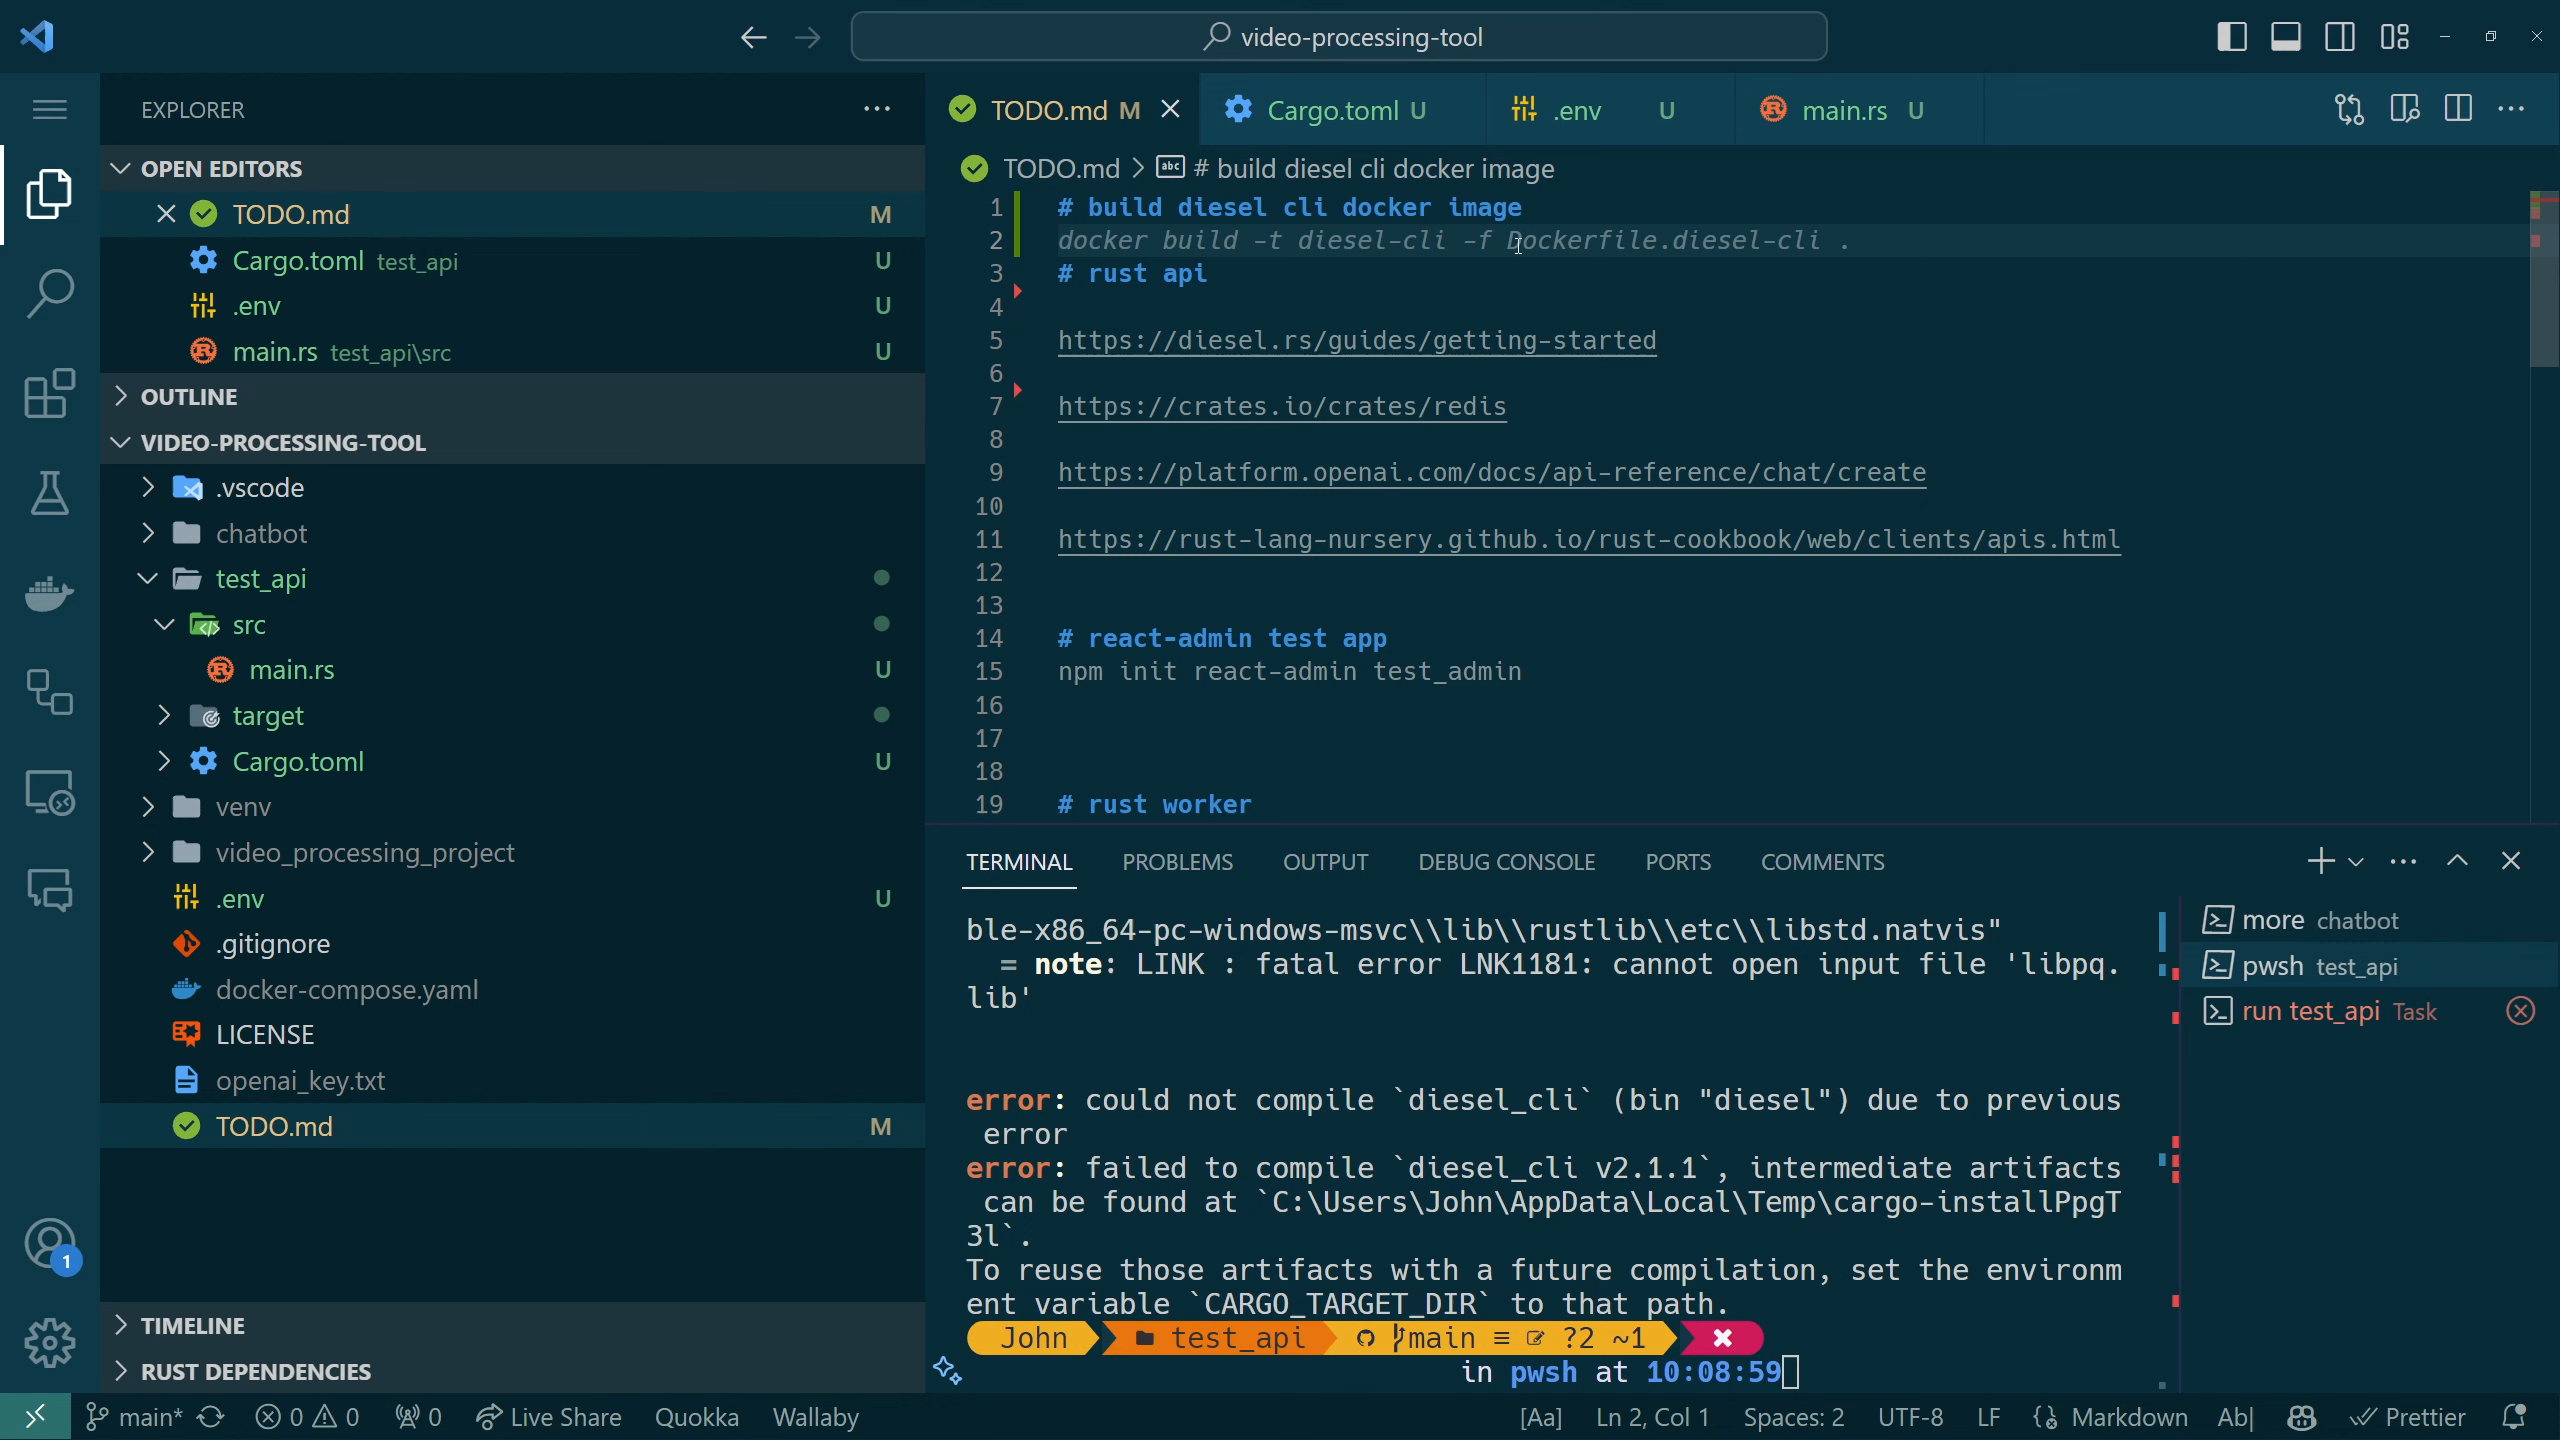 video-processing-tool
EXPLORER
OPEN EDITORS
TODO.md M
Cargo.toml test_api U
.env U
main.rs test_api\src U
OUTLINE
VIDEO-PROCESSING-TOOL
.vscode
chatbot
test_api
src
main.rs U
target
Cargo.toml U
venv
video_processing_project
.env U
.gitignore
docker-compose.yaml
LICENSE
openai_key.txt
TODO.md M
TIMELINE
RUST DEPENDENCIES
TODO.md M Cargo.toml U .env U main.rs U
TODO.md > abc # build diesel cli docker image
1 # build diesel cli docker image
2 docker build -t diesel-cli -f Dockerfile.diesel-cli .
3 # rust api
4
5 https://diesel.rs/guides/getting-started
6
7 https://crates.io/crates/redis
8
9 https://platform.openai.com/docs/api-reference/chat/create
10
11 https://rust-lang-nursery.github.io/rust-cookbook/web/clients/apis.html
12
13
14 # react-admin test app
15 npm init react-admin test_admin
16
17
18
19 # rust worker
TERMINAL PROBLEMS OUTPUT DEBUG CONSOLE PORTS COMMENTS
ble-x86_64-pc-windows-msvc\\lib\\rustlib\\etc\\libstd.natvis"
= note: LINK : fatal error LNK1181: cannot open input file 'libpq.
lib'
error: could not compile `diesel_cli` (bin "diesel") due to previous
error
error: failed to compile `diesel_cli v2.1.1`, intermediate artifacts
can be found at `C:\Users\John\AppData\Local\Temp\cargo-installPpgT
3l`.
To reuse those artifacts with a future compilation, set the environm
ent variable `CARGO_TARGET_DIR` to that path.
John test_api main ≡ ?2 ~1 ✖
in pwsh at 10:08:59
more chatbot
pwsh test_api
run test_api Task
1
main* 0 0 0 Live Share Quokka Wallaby [Aa] Ln 2, Col 1 Spaces: 2 UTF-8 LF Markdown Ab| Prettier